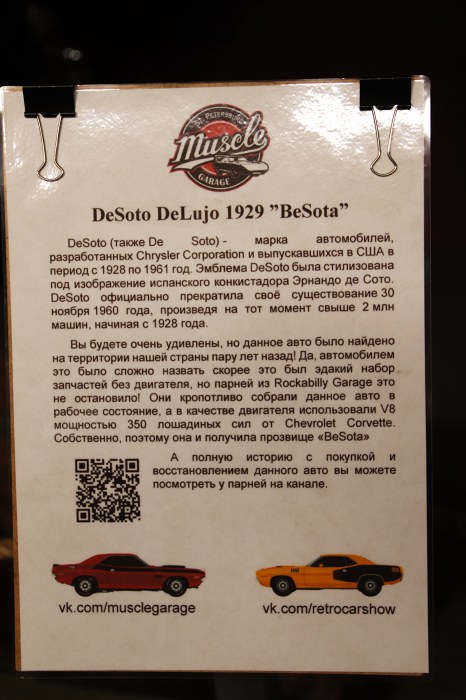 PETERSBURG
Muscle
GARAGE
DeSoto DeLujo 1929 ”BeSota”
DeSoto (также De Soto) - марка автомобилей,
разработанных Chrysler Corporation и выпускавшихся в США в
период с 1928 по 1961 год. Эмблема DeSoto была стилизована
под изображение испанского конкистадора Эрнандо де Сото.
DeSoto официально прекратила своё существование 30
ноября 1960 года, произведя на тот момент свыше 2 млн
машин, начиная с 1928 года.
Вы будете очень удивлены, но данное авто было найдено
на территории нашей страны пару лет назад! Да, автомобилем
это было сложно назвать скорее это был эдакий набор
запчастей без двигателя, но парней из Rockabilly Garage это
не остановило! Они кропотливо собрали данное авто в
рабочее состояние, а в качестве двигателя использовали V8
мощностью 350 лошадиных сил от Chevrolet Corvette.
Собственно, поэтому она и получила прозвище «BeSota»
А полную историю с покупкой и
восстановлением данного авто вы можете
посмотреть у парней на канале.
vk.com/musclegarage
vk.com/retrocarshow